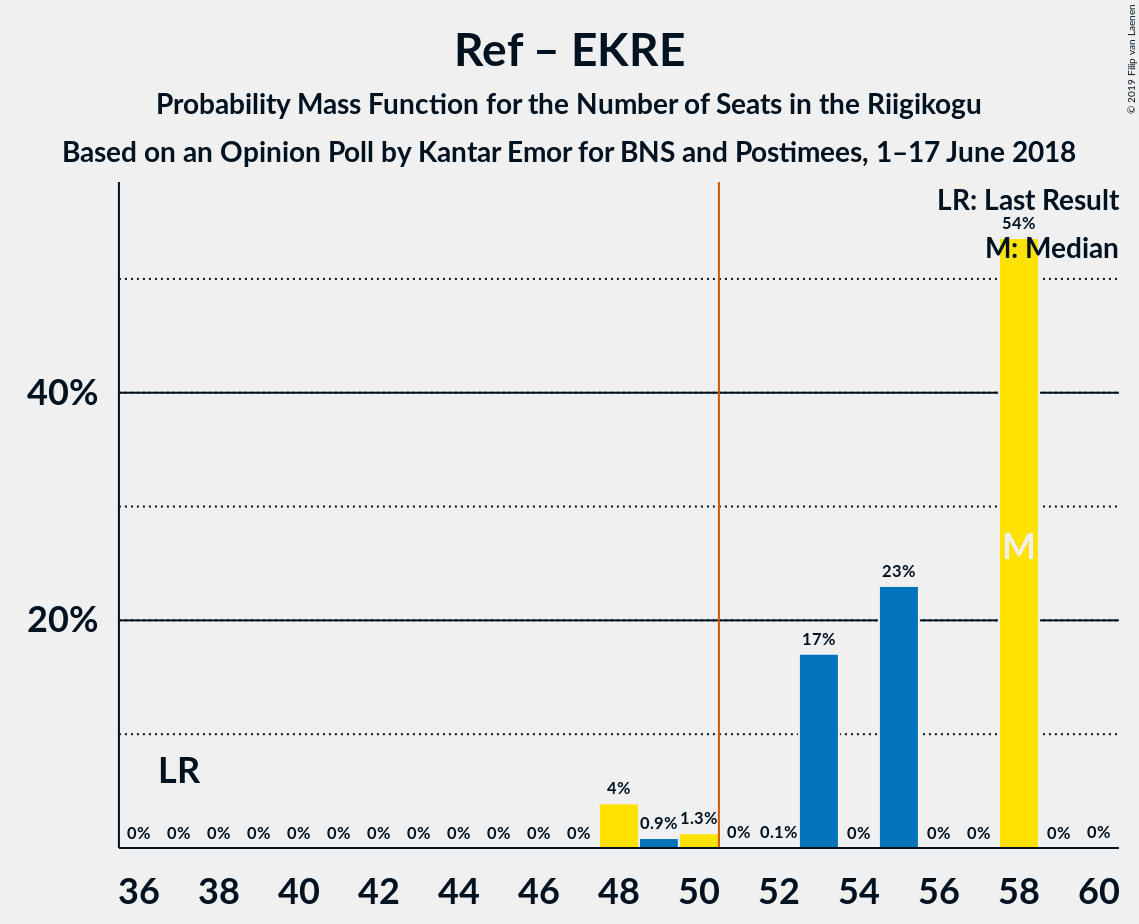 Ref – EKRE
Probability Mass Function for the Number of Seats in the Riigikogu
Based on an Opinion Poll by Kantar Emor for BNS and Postimees, 1–17 June 2018
© 2019 Filip van Laenen
LR: Last Result
54%
M: Median
40%
M
23%
20%
17%
LR
4%
0% 0% 0% 0% 0% 0% 0% 0% 0% 0% 0% 0% 0.9% 1.3% 0% 0.1% 0% 0% 0% 0% 0%
36 38 40 42 44 46 48 50 52 54 56 58 60